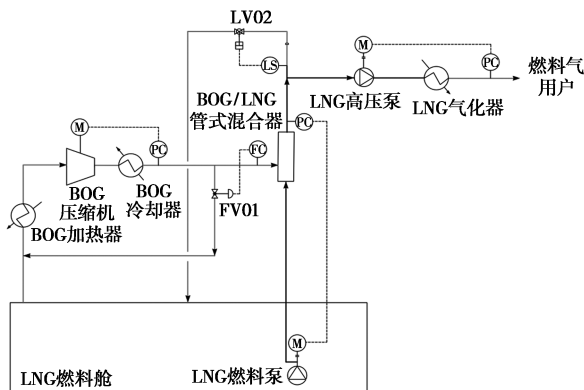 LV02
M
LS
PC
燃料气
用户
LNG高压泵
LNG气化器
BOG/LNG
管式混合器
PC
M
PC
FC
BOG
压缩机
BOG
冷却器
FV01
BOG加热器
M
LNG燃料舱
LNG燃料泵